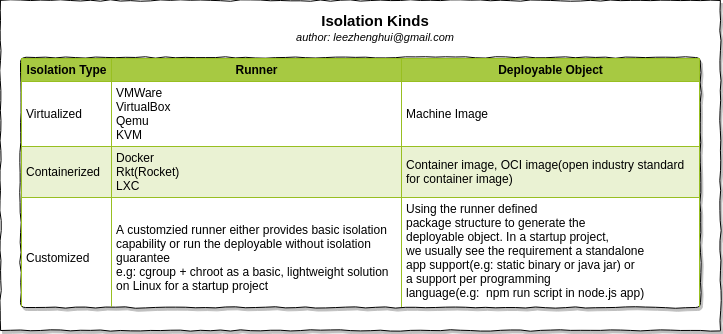 Isolation Kinds
author: leezhenghui@gmail.com
Isolation Type
Runner
Deployable Object
Virtualized
VMWare
VirtualBox
Qemu
KVM
Machine Image
Containerized
Docker
Rkt(Rocket)
LXC
Container image, OCI image(open industry standard
for container image)
Customized
A customzied runner either provides basic isolation
capability or run the deployable without isolation
guarantee
e.g: cgroup + chroot as a basic, lightweight solution
on Linux for a startup project
Using the runner defined
package structure to generate the
deployable object. In a startup project,
we usually see the requirement a standalone
app support(e.g: static binary or java jar) or
a support per programming
language(e.g:  npm run script in node.js app)